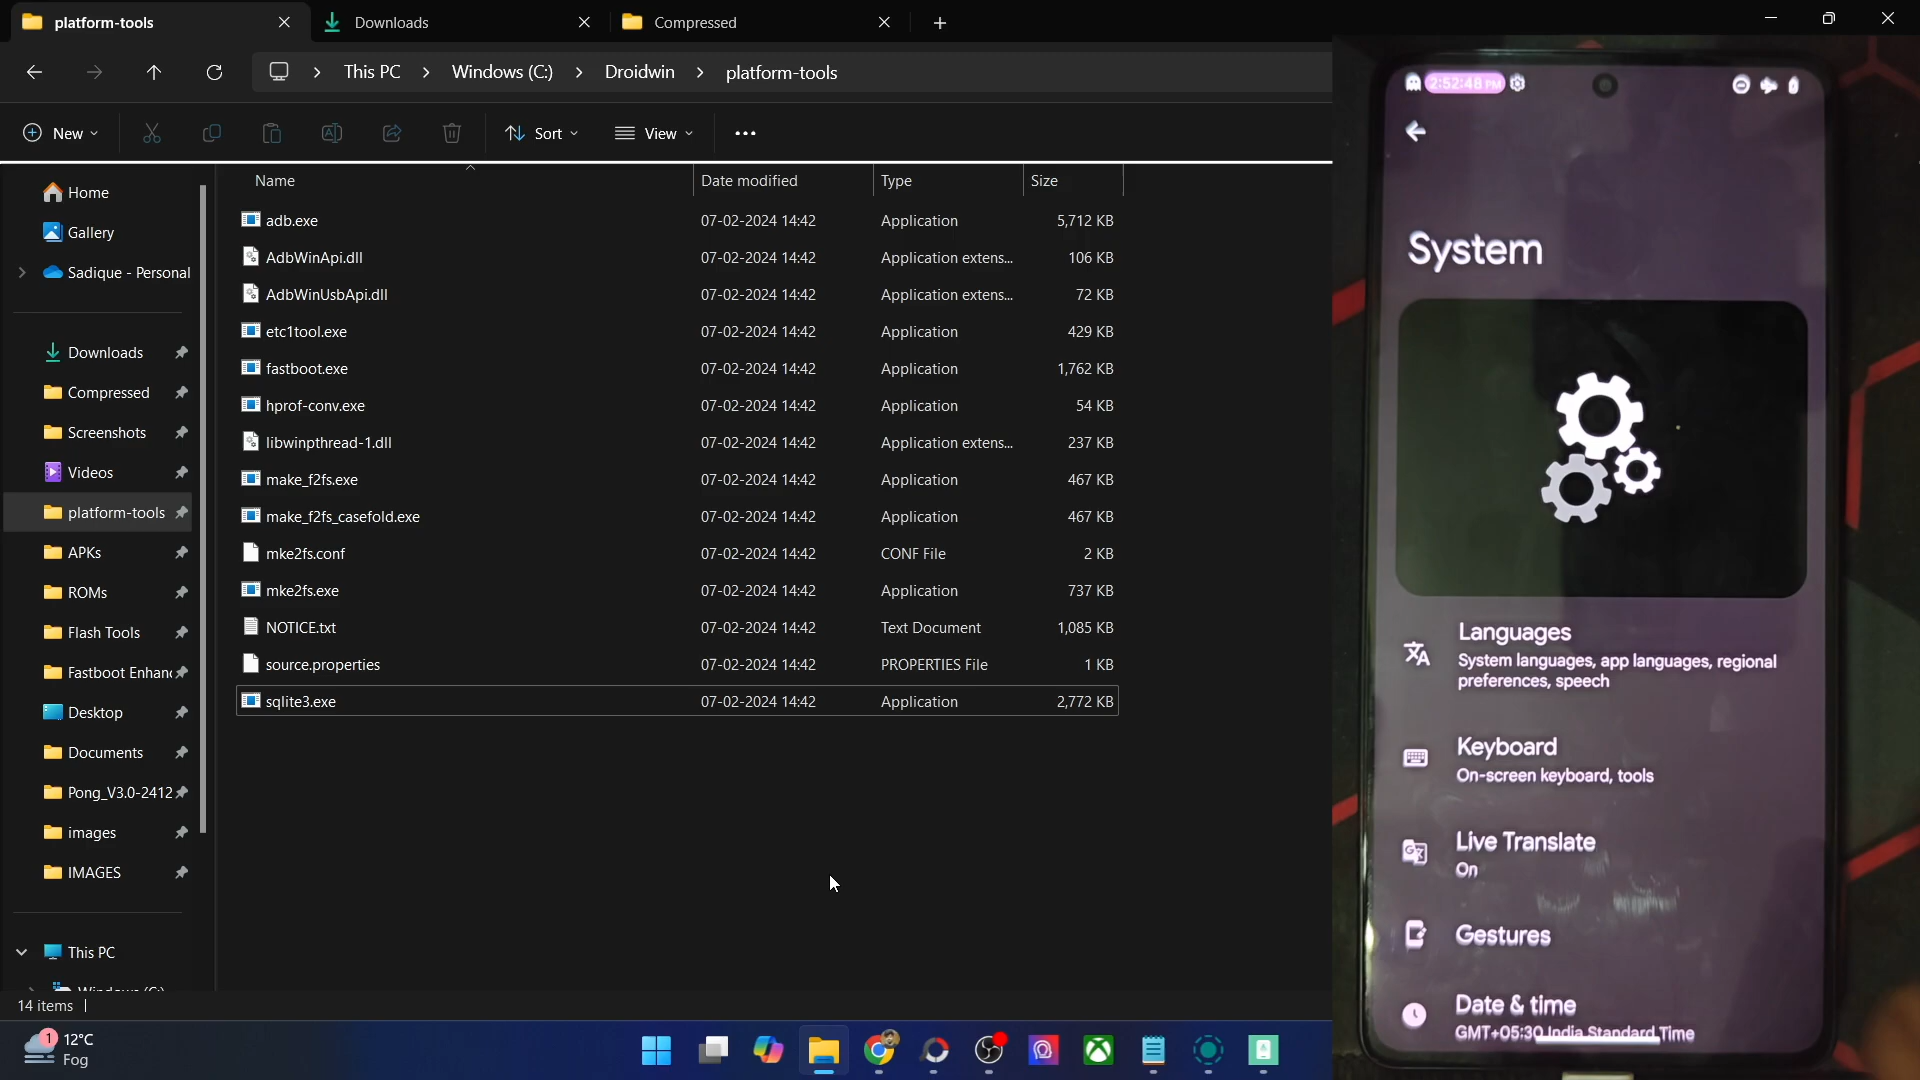 platform-tools
Downloads
Compressed
This PC
Windows (C:)
Droidwin
platform-tools
New
Sort
View
Home
Gallery
Sadique - Personal
Downloads
Compressed
Screenshots
Videos
platform-tools
APKs
ROMs
Flash Tools
Fastboot Enhanc
Desktop
Documents
Pong_V3.0-2412
images
IMAGES
This PC
Windows (C:)
Name Date modified Type Size
adb.exe 07-02-2024 14:42 Application 5,712 KB
AdbWinApi.dll 07-02-2024 14:42 Application extens... 106 KB
AdbWinUsbApi.dll 07-02-2024 14:42 Application extens... 72 KB
etc1tool.exe 07-02-2024 14:42 Application 429 KB
fastboot.exe 07-02-2024 14:42 Application 1,762 KB
hprof-conv.exe 07-02-2024 14:42 Application 54 KB
libwinpthread-1.dll 07-02-2024 14:42 Application extens... 237 KB
make_f2fs.exe 07-02-2024 14:42 Application 467 KB
make_f2fs_casefold.exe 07-02-2024 14:42 Application 467 KB
mke2fs.conf 07-02-2024 14:42 CONF File 2 KB
mke2fs.exe 07-02-2024 14:42 Application 737 KB
NOTICE.txt 07-02-2024 14:42 Text Document 1,085 KB
source.properties 07-02-2024 14:42 PROPERTIES File 1 KB
sqlite3.exe 07-02-2024 14:42 Application 2,772 KB
14 items
1
12°C
Fog
2:52:48 PM
System
Languages
System languages, app languages, regional
preferences, speech
Keyboard
On-screen keyboard, tools
Live Translate
On
Gestures
Date & time
GMT+05:30 India Standard Time